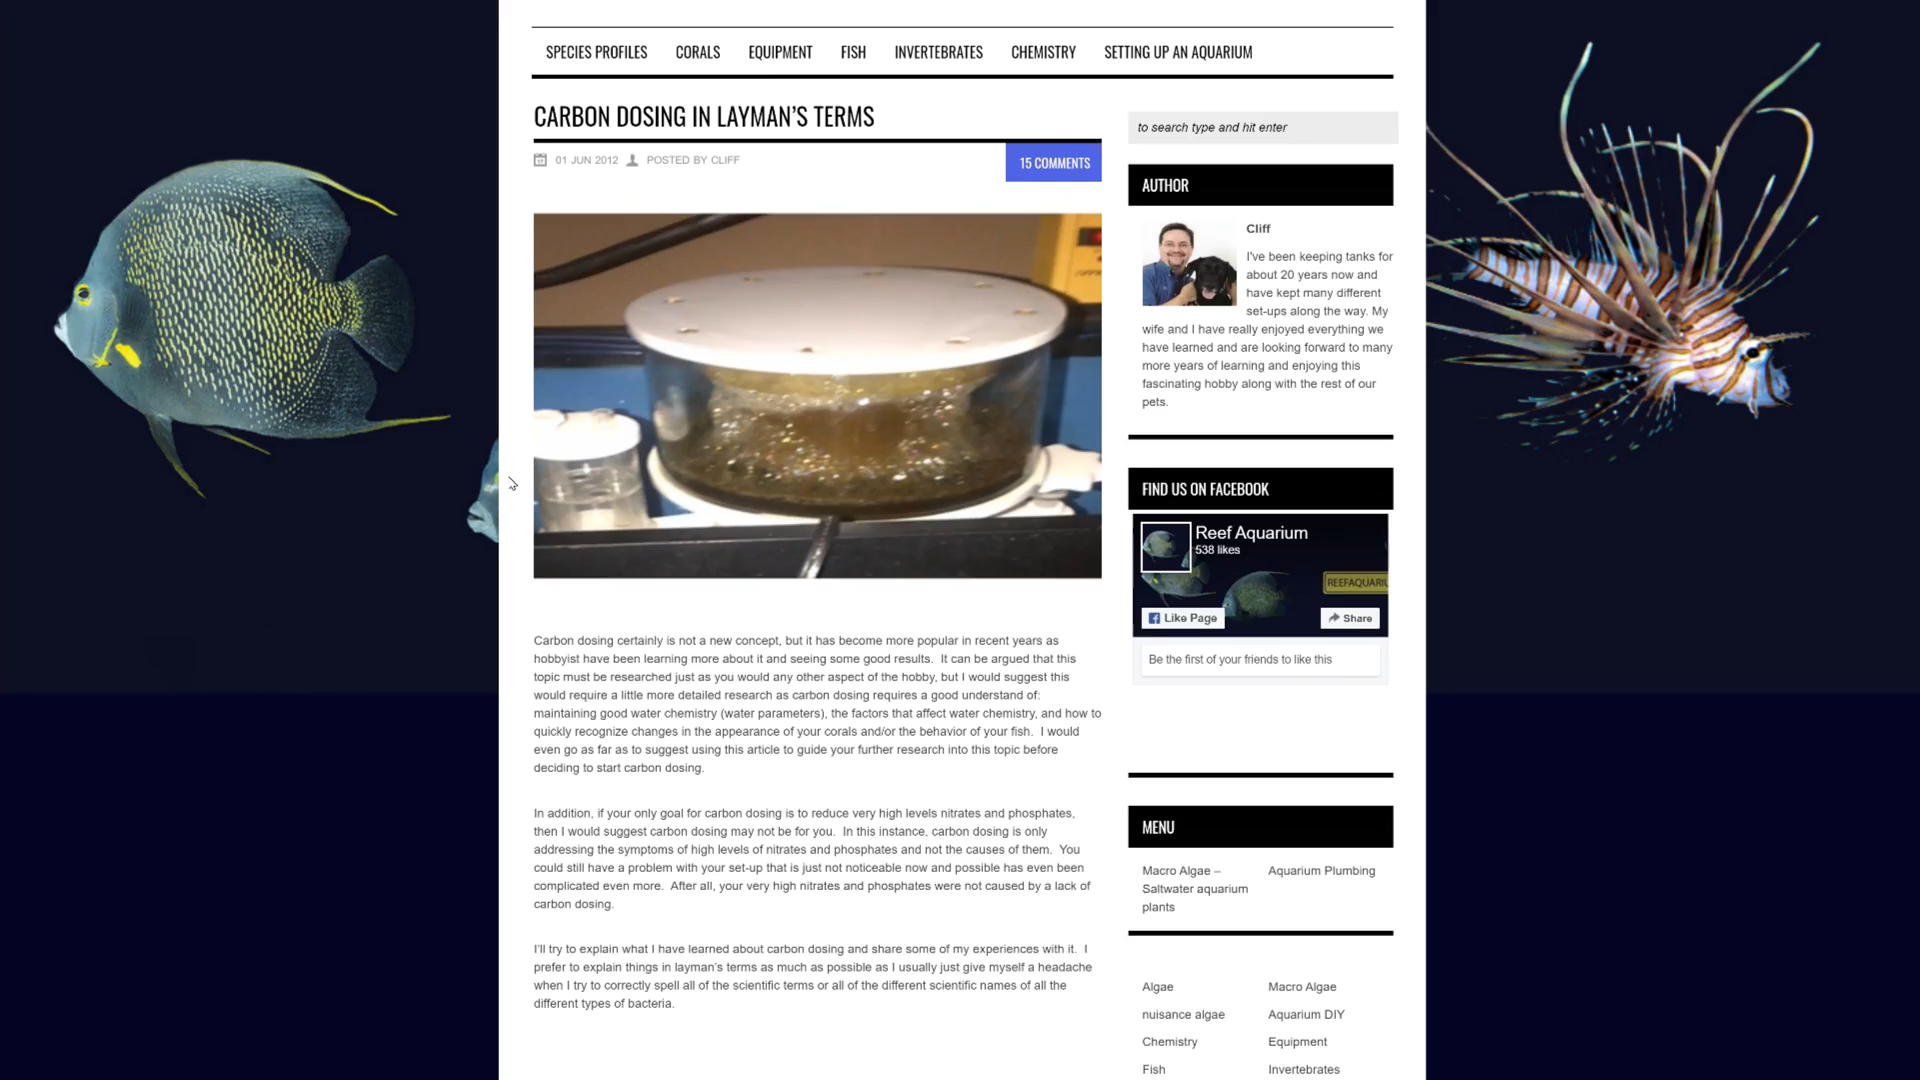 SPECIES PROFILES CORALS EQUIPMENT FISH INVERTEBRATES CHEMISTRY SETTING UP AN AQUARIUM
CARBON DOSING IN LAYMAN'S TERMS
01 JUN 2012 POSTED BY CLIFF
15 COMMENTS
Carbon dosing certainly is not a new concept, but it has become more popular in recent years as
hobbyist have been learning more about it and seeing some good results. It can be argued that this
topic must be researched just as you would any other aspect of the hobby, but I would suggest this
would require a little more detailed research as carbon dosing requires a good understand of:
maintaining good water chemistry (water parameters), the factors that affect water chemistry, and how to
quickly recognize changes in the appearance of your corals and/or the behavior of your fish. I would
even go as far as to suggest using this article to guide your further research into this topic before
deciding to start carbon dosing.
In addition, if your only goal for carbon dosing is to reduce very high levels nitrates and phosphates,
then I would suggest carbon dosing may not be for you. In this instance, carbon dosing is only
addressing the symptoms of high levels of nitrates and phosphates and not the causes of them. You
could still have a problem with your set-up that is just not noticeable now and possible has even been
complicated even more. After all, your very high nitrates and phosphates were not caused by a lack of
carbon dosing.
I'll try to explain what I have learned about carbon dosing and share some of my experiences with it. I
prefer to explain things in layman's terms as much as possible as I usually just give myself a headache
when I try to correctly spell all of the scientific terms or all of the different scientific names of all the
different types of bacteria.
to search type and hit enter
AUTHOR
Cliff
I've been keeping tanks for
about 20 years now and
have kept many different
set-ups along the way. My
wife and I have really enjoyed everything we
have learned and are looking forward to many
more years of learning and enjoying this
fascinating hobby along with the rest of our
pets.
FIND US ON FACEBOOK
Reef Aquarium
538 likes
REEFAQUARIU
Like Page Share
Be the first of your friends to like this
MENU
Macro Algae – Aquarium Plumbing
Saltwater aquarium
plants
Algae Macro Algae
nuisance algae Aquarium DIY
Chemistry Equipment
Fish Invertebrates